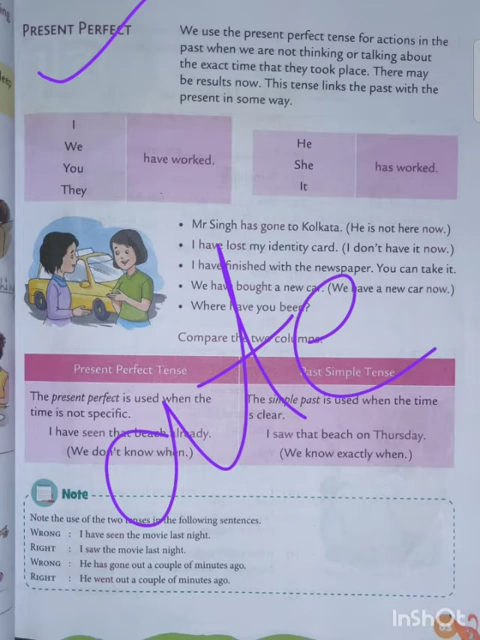 PRESENT PERFECT
We use the present perfect tense for actions in the
past when we are not thinking or talking about
the exact time that they took place. There may
be results now. This tense links the past with the
present in some way.
I
We
You
They
have worked.
He
She
It
has worked.
• Mr Singh has gone to Kolkata. (He is not here now.)
• I have lost my identity card. (I don't have it now.)
• I have finished with the newspaper. You can take it.
• We have bought a new car. (We have a new car now.)
• Where have you been?
Compare the two columns.
Present Perfect Tense
The present perfect is used when the
time is not specific.
I have seen that beach already.
(We don't know when.)
Past Simple Tense
The simple past is used when the time
is clear.
I saw that beach on Thursday.
(We know exactly when.)
Note
Note the use of the two tenses in the following sentences.
WRONG : I have seen the movie last night.
RIGHT : I saw the movie last night.
WRONG : He has gone out a couple of minutes ago.
RIGHT : He went out a couple of minutes ago.
InShot